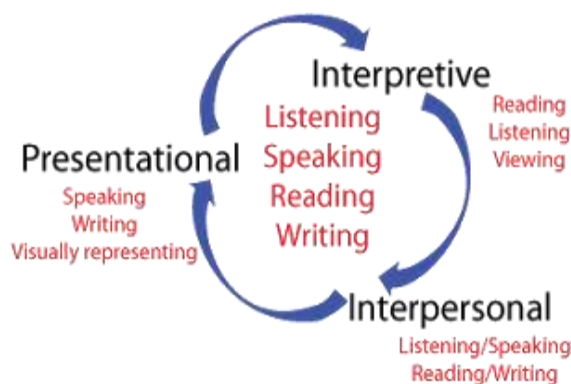 Interpretive
Reading
Listening
Viewing
Listening
Speaking
Reading
Writing
Presentational
Speaking
Writing
Visually representing
Interpersonal
Listening/Speaking
Reading/Writing